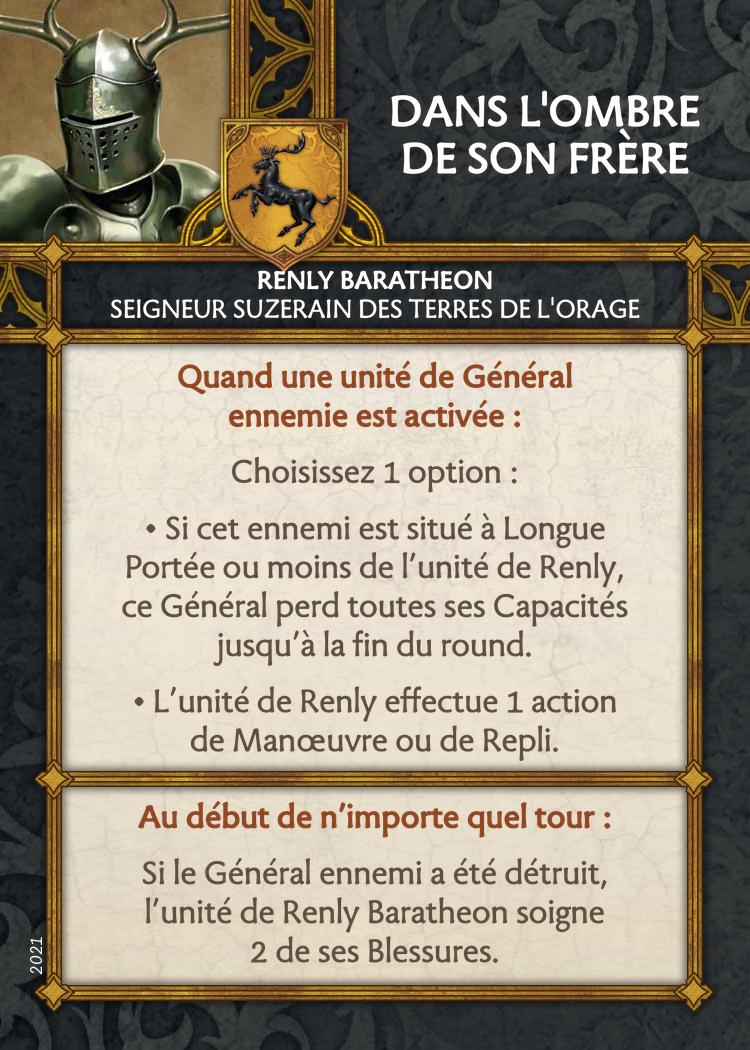 DANS L'OMBRE
DE SON FRÈRE
RENLY BARATHEON
SEIGNEUR SUZERAIN DES TERRES DE L'ORAGE
Quand une unité de Général
ennemie est activée :
Choisissez 1 option :
• Si cet ennemi est situé à Longue
Portée ou moins de l’unité de Renly,
ce Général perd toutes ses Capacités
jusqu’à la fin du round.
• L’unité de Renly effectue 1 action
de Manœuvre ou de Repli.
Au début de n’importe quel tour :
Si le Général ennemi a été détruit,
l’unité de Renly Baratheon soigne
2 de ses Blessures.
2021